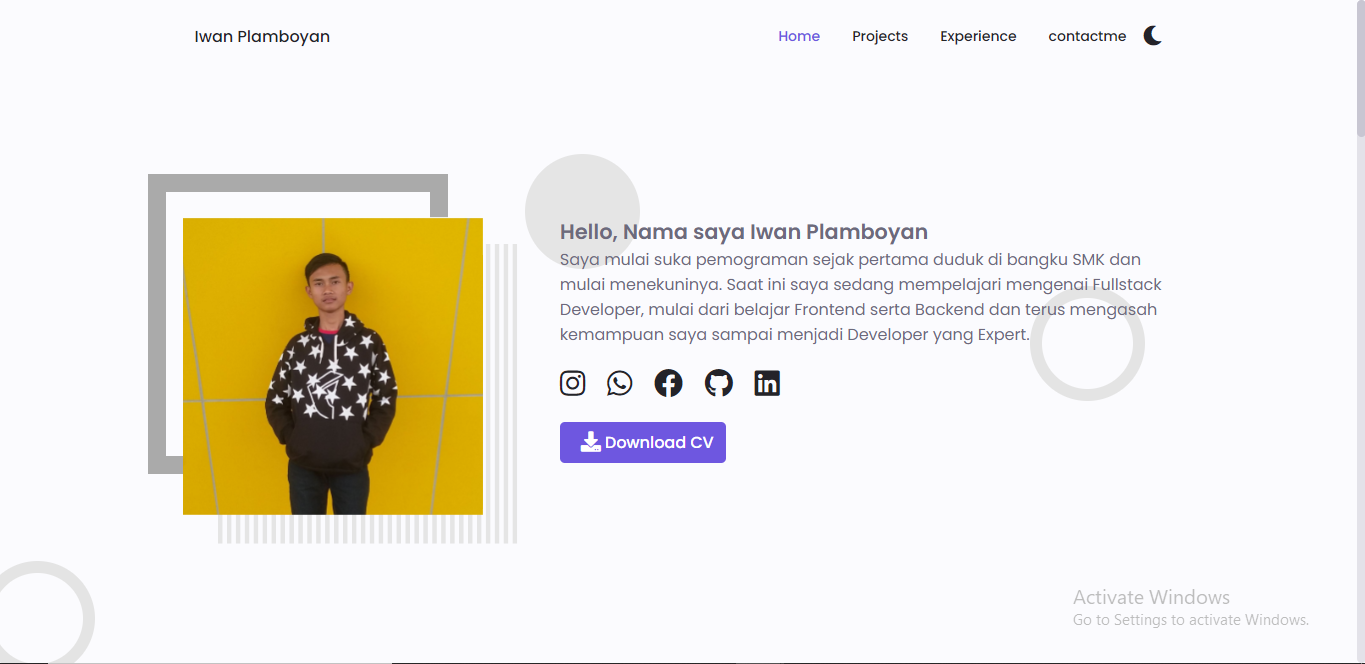 Iwan Plamboyan
Home Projects Experience contactme
Hello, Nama saya Iwan Plamboyan
Saya mulai suka pemograman sejak pertama duduk di bangku SMK dan
mulai menekuninya. Saat ini saya sedang mempelajari mengenai Fullstack
Developer, mulai dari belajar Frontend serta Backend dan terus mengasah
kemampuan saya sampai menjadi Developer yang Expert.
Download CV
Activate Windows
Go to Settings to activate Windows.